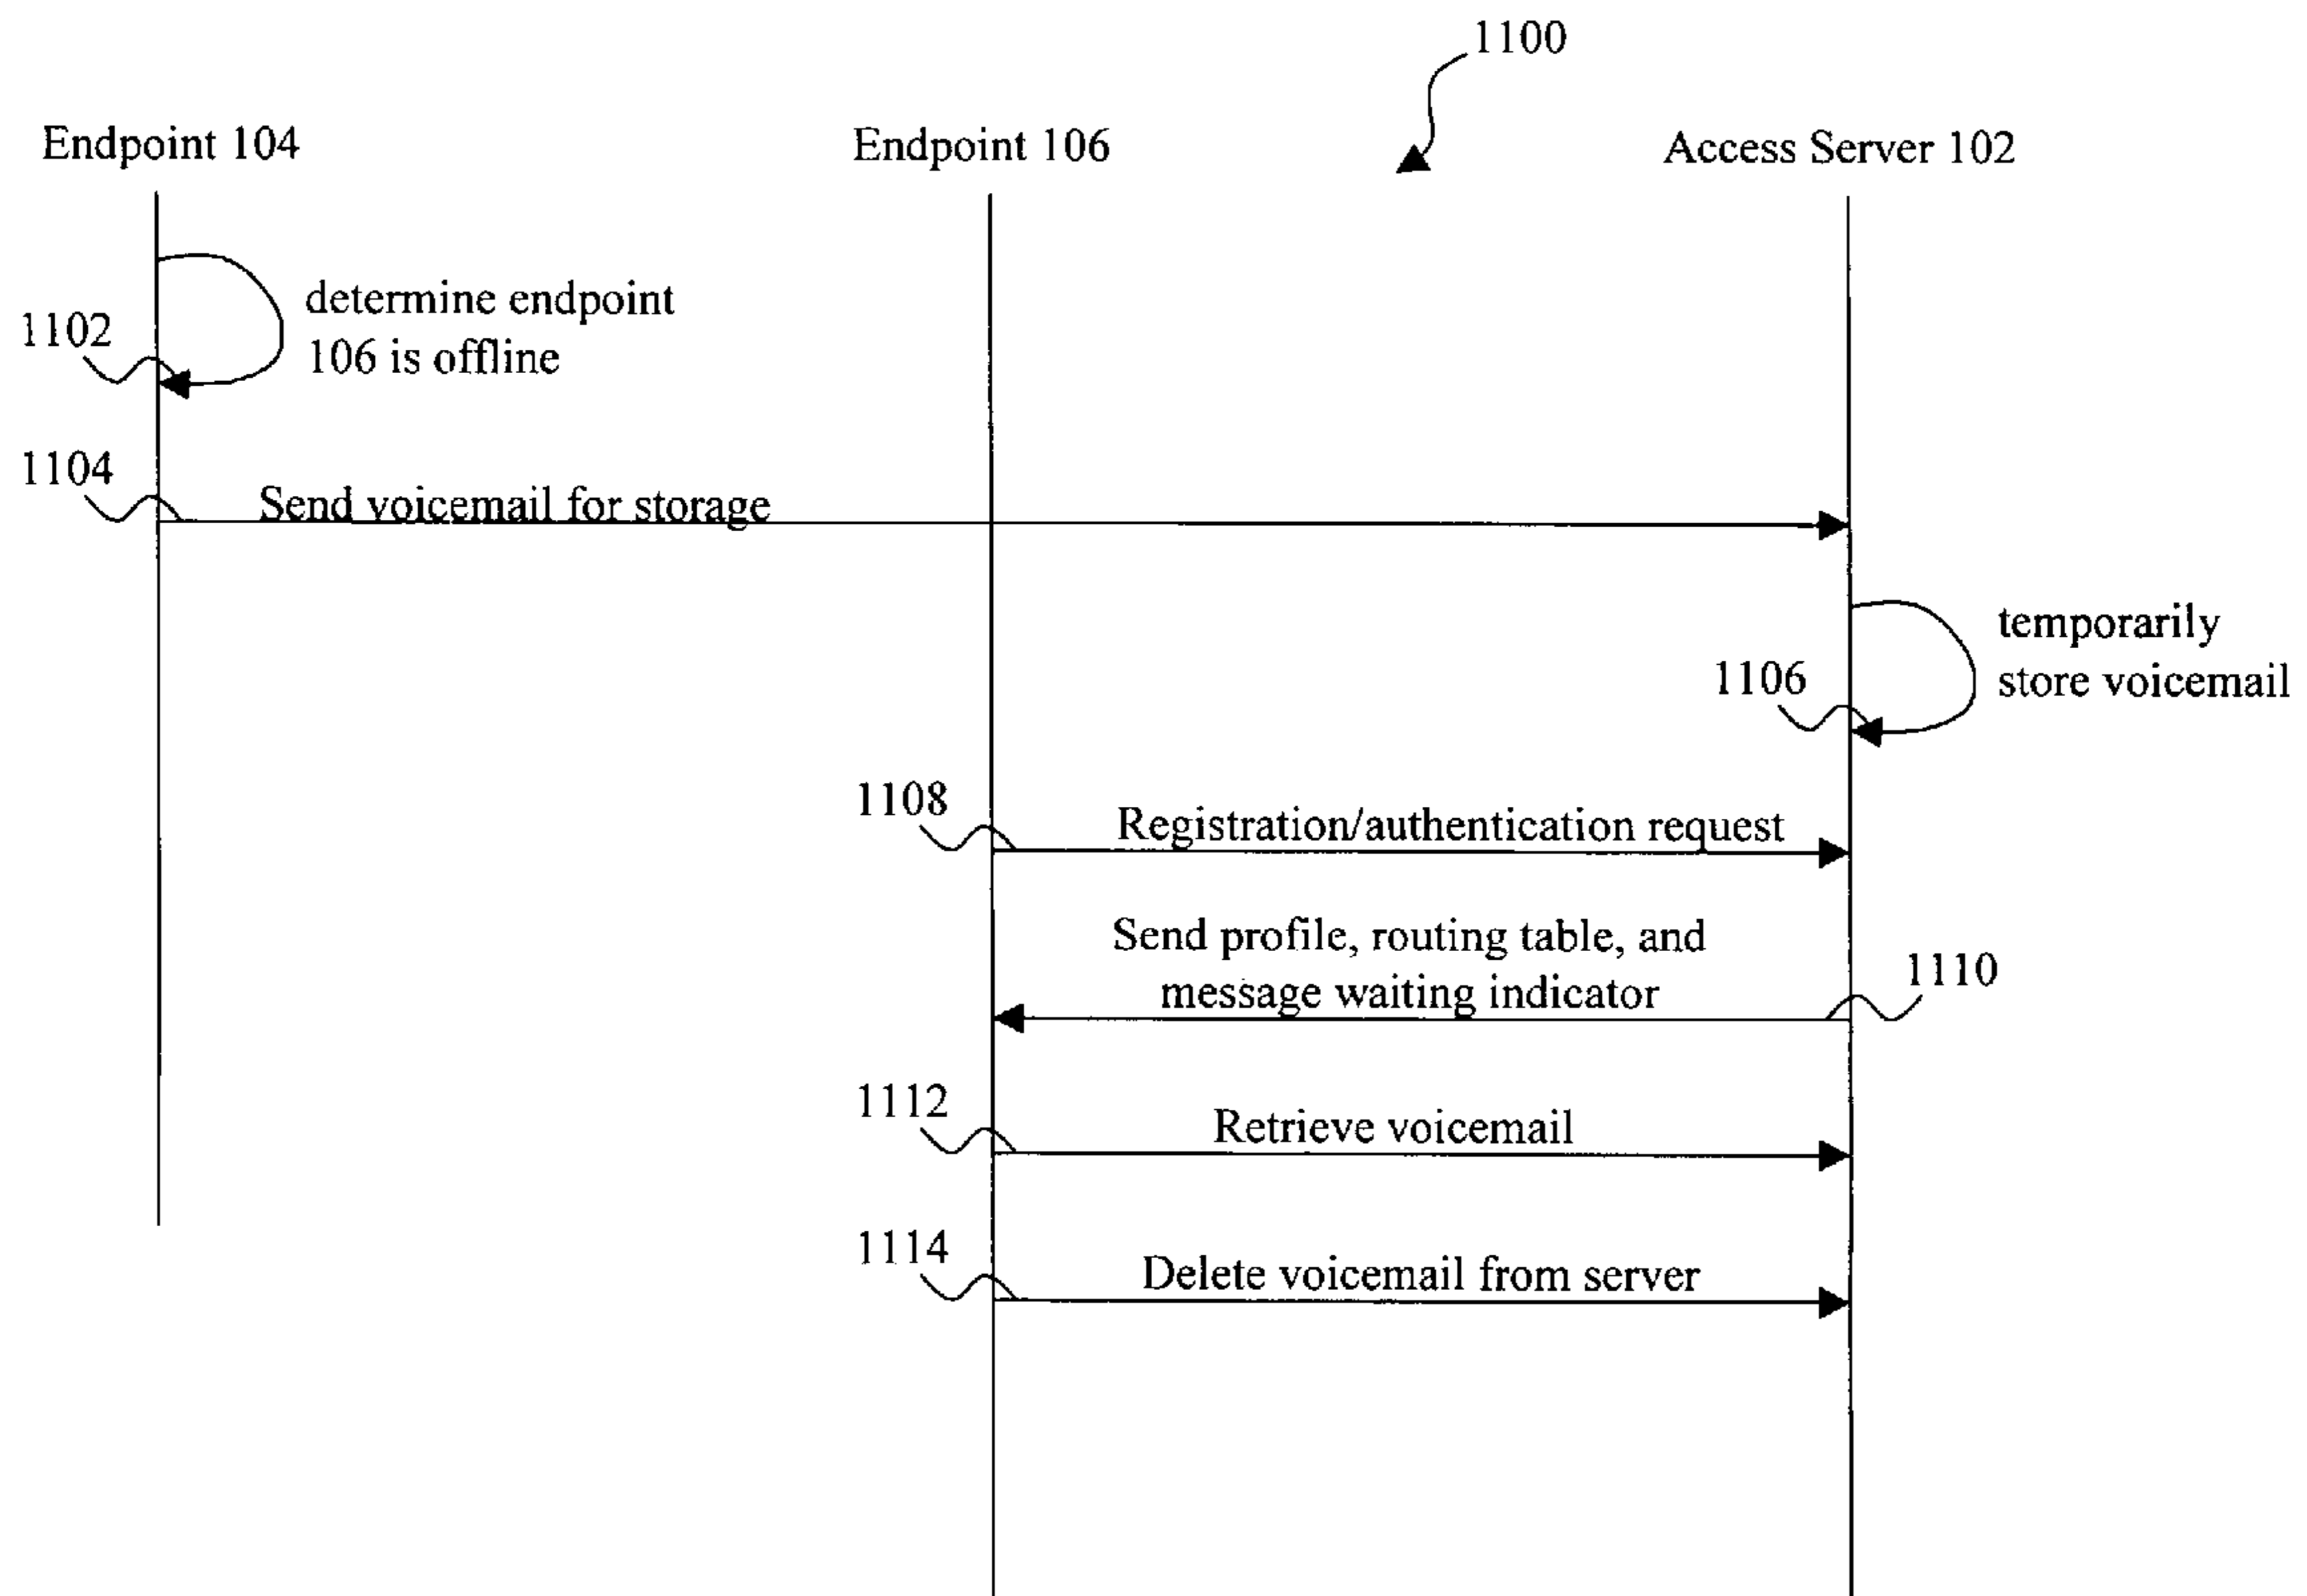 1100
Endpoint 104
Endpoint 106
Access Server 102
determine endpoint
106 is offline
1102
1104
Send voicemail for storage
temporarily
store voicemail
1106
1108
Registration/authentication request
Send profile, routing table, and
message waiting indicator
1110
1112
Retrieve voicemail
1114
Delete voicemail from server